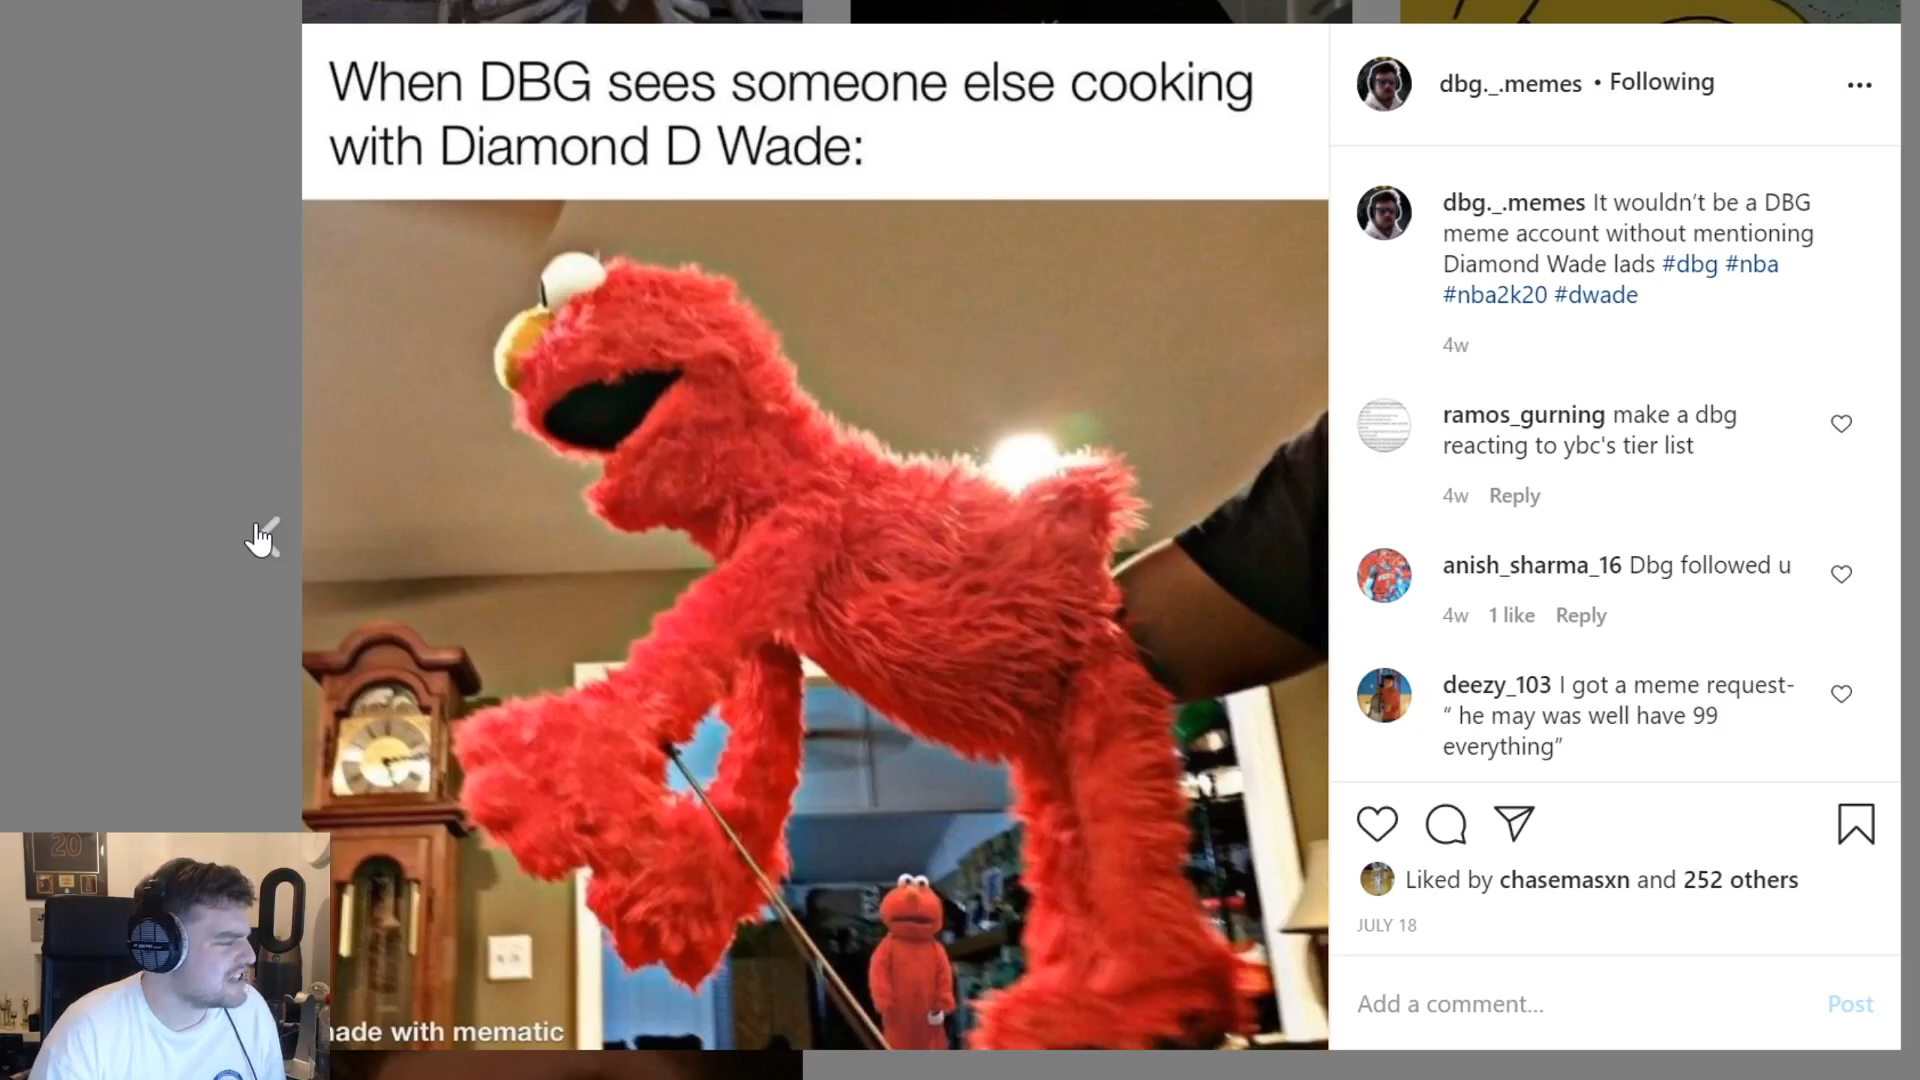 When DBG sees someone else cooking
with Diamond D Wade:
made with mematic
20
dbg._.memes • Following
dbg._.memes It wouldn't be a DBG
meme account without mentioning
Diamond Wade lads #dbg #nba
#nba2k20 #dwade
4w
ramos_gurning make a dbg
reacting to ybc's tier list
4w Reply
anish_sharma_16 Dbg followed u
4w 1 like Reply
deezy_103 I got a meme request-
“ he may was well have 99
everything”
Liked by chasemasxn and 252 others
JULY 18
Add a comment... Post